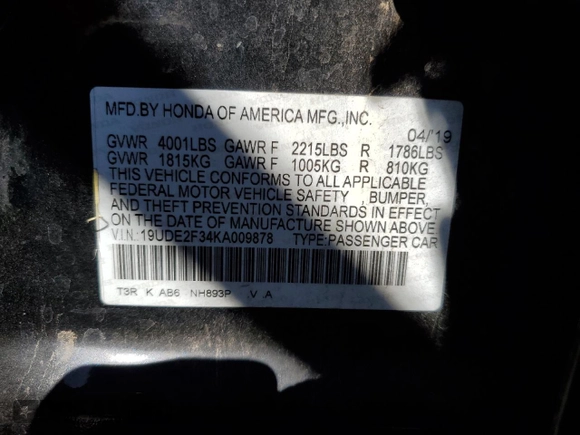 MFD.BY HONDA OF AMERICA MFG.,INC.
04/'19
GVWR 4001LBS GAWR F 2215LBS R 1786LBS
GVWR 1815KG GAWR F 1005KG R 810KG
THIS VEHICLE CONFORMS TO ALL APPLICABLE
FEDERAL MOTOR VEHICLE SAFETY BUMPER,
AND THEFT PREVENTION STANDARDS IN EFFECT
ON THE DATE OF MANUFACTURE SHOWN ABOVE.
V.I.N: 19UDE2F34KA009878 TYPE:PASSENGER CAR
T3R K AB6 NH893P .V .A